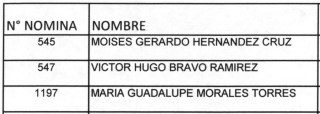 N° NOMINA NOMBRE
545 MOISES GERARDO HERNANDEZ CRUZ
547 VICTOR HUGO BRAVO RAMIREZ
1197 MARIA GUADALUPE MORALES TORRES